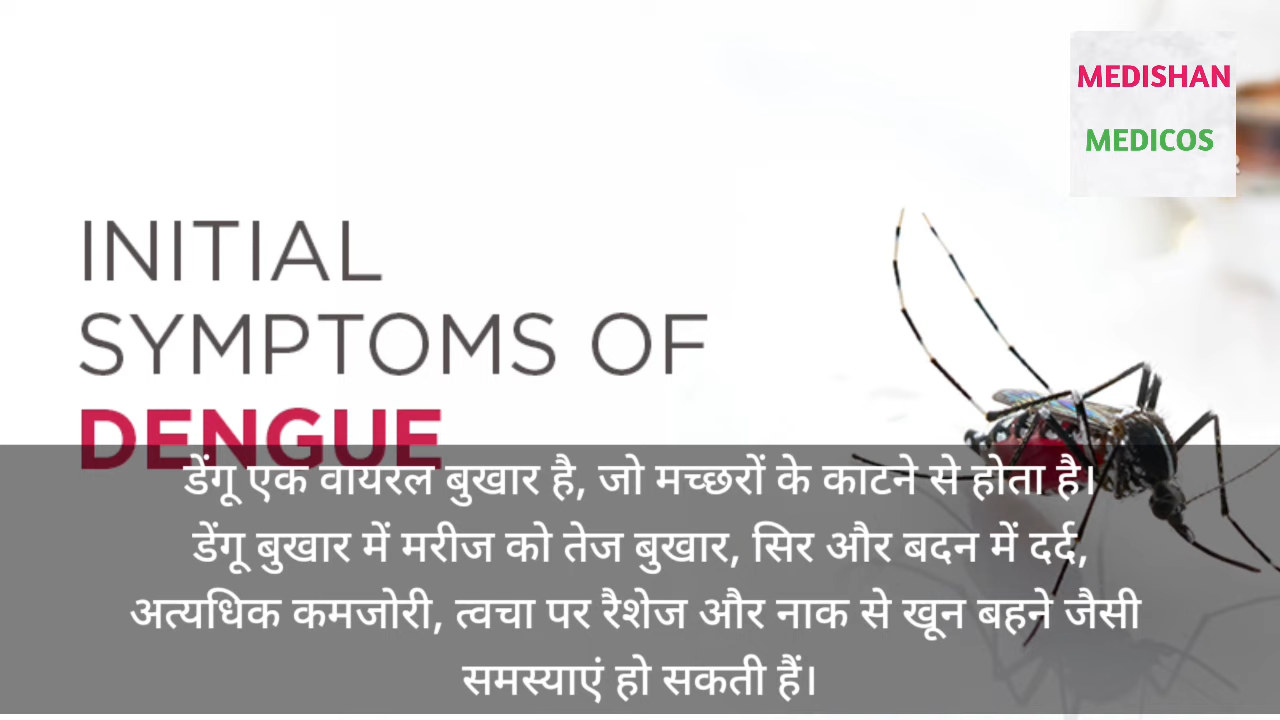 MEDISHAN
MEDICOS
INITIAL
SYMPTOMS OF
DENGUE
डेंगू एक वायरल बुखार है, जो मच्छरों के काटने से होता है।
डेंगू बुखार में मरीज को तेज बुखार, सिर और बदन में दर्द,
अत्यधिक कमजोरी, त्वचा पर रैशेज और नाक से खून बहने जैसी
समस्याएं हो सकती हैं।